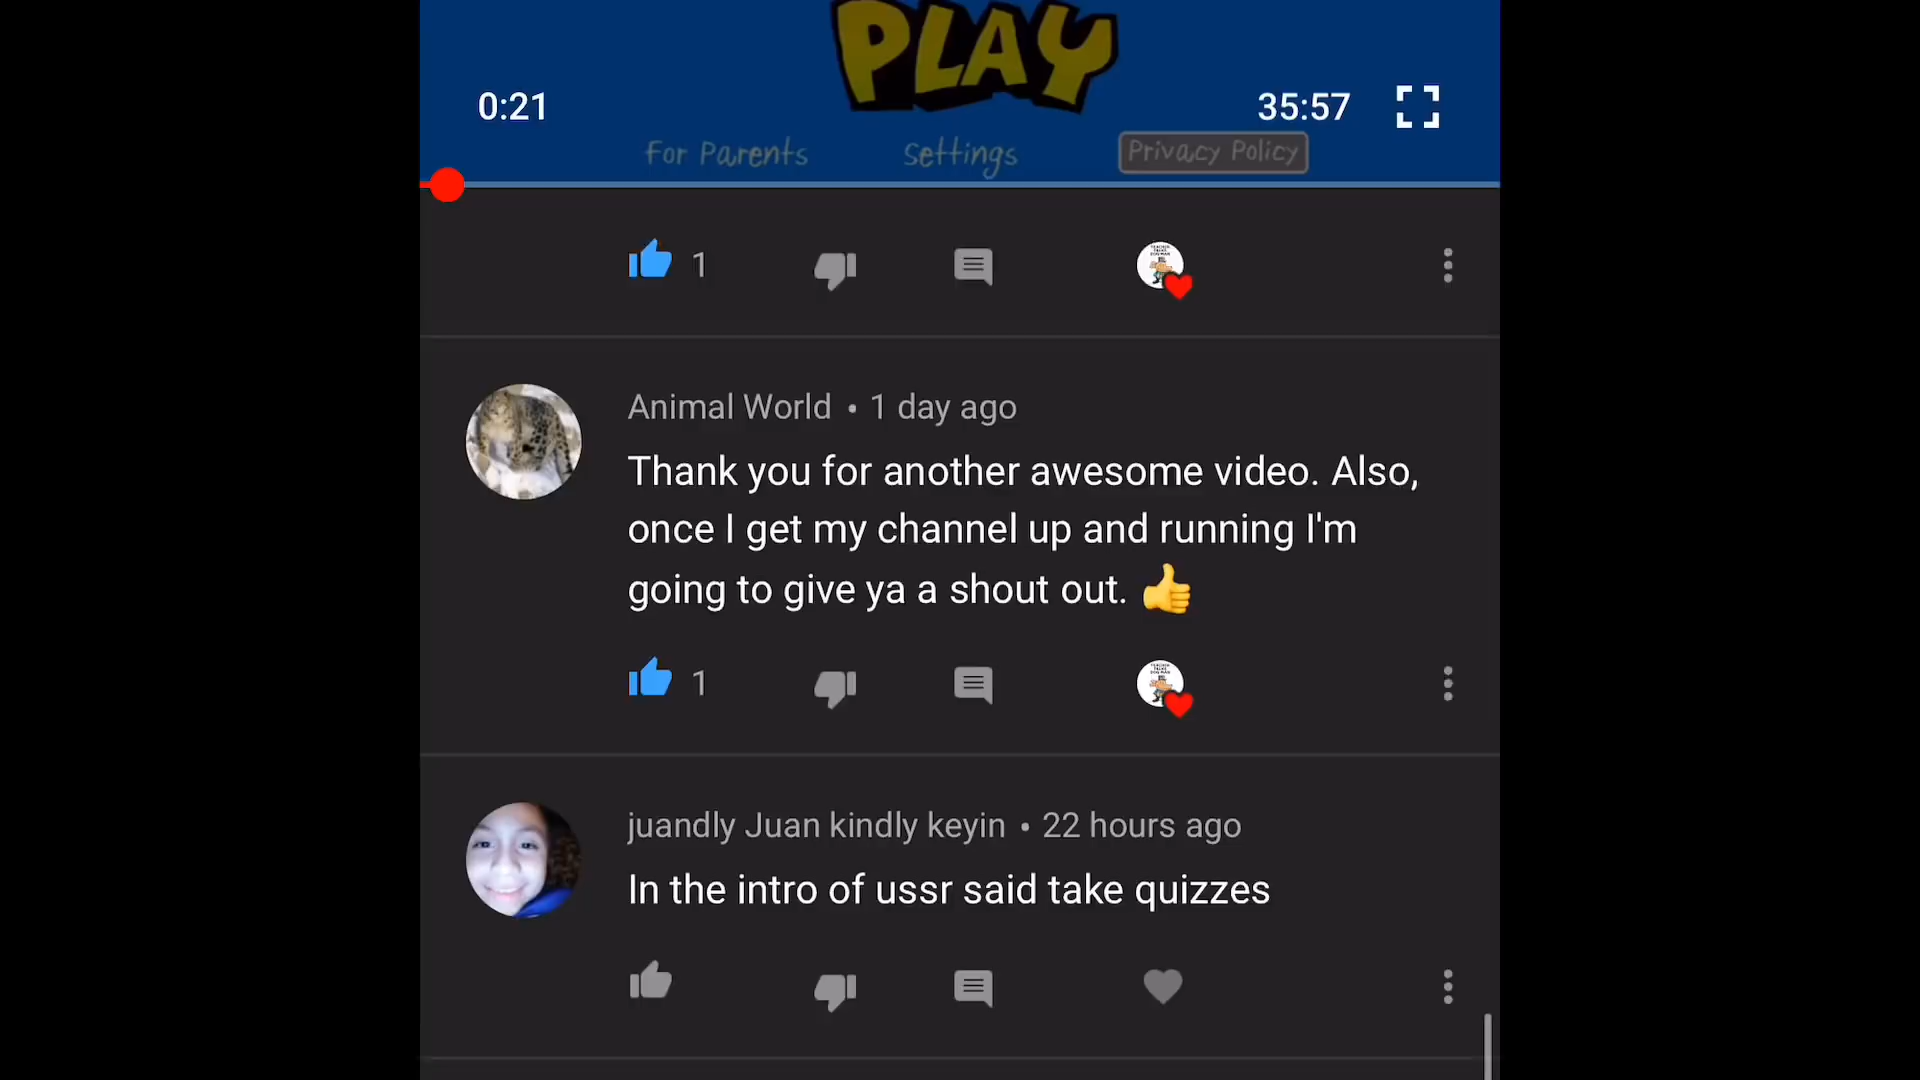 PLAY
0:21
35:57
For Parents
Settings
Privacy Policy
1
Animal World • 1 day ago
Thank you for another awesome video. Also,
once I get my channel up and running I'm
going to give ya a shout out. 👍
1
juandly Juan kindly keyin • 22 hours ago
In the intro of ussr said take quizzes